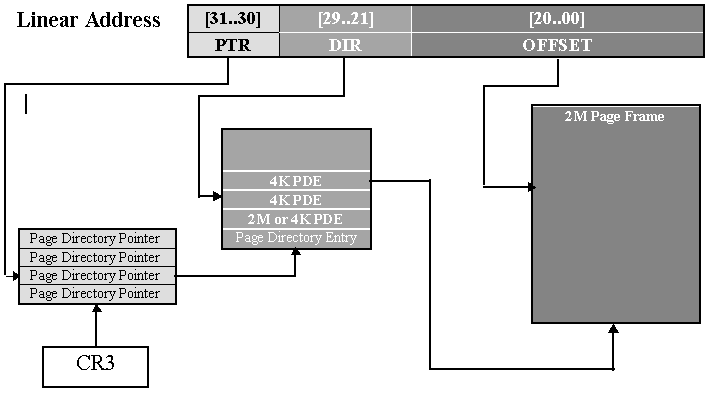 Linear Address
[31..30] [29..21] [20..00]
PTR DIR OFFSET
2M Page Frame
4K PDE
4K PDE
2M or 4K PDE
Page Directory Entry
Page Directory Pointer
Page Directory Pointer
Page Directory Pointer
Page Directory Pointer
CR3